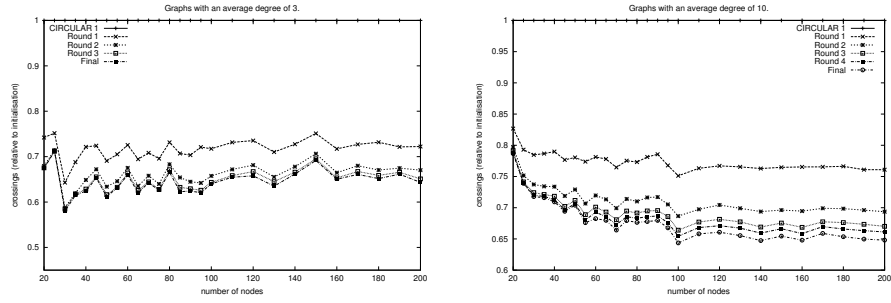 Graphs with an average degree of 3.
1
0.9
0.8
0.7
0.6
0.5
CIRCULAR 1
Round 1
Round 2
Round 3
Final
crossings (relative to initialisation)
20 40 60 80 100 120 140 160 180 200
number of nodes
Graphs with an average degree of 10.
1
0.95
0.9
0.85
0.8
0.75
0.7
0.65
0.6
CIRCULAR 1
Round 1
Round 2
Round 3
Round 4
Final
crossings (relative to initialisation)
20 40 60 80 100 120 140 160 180 200
number of nodes